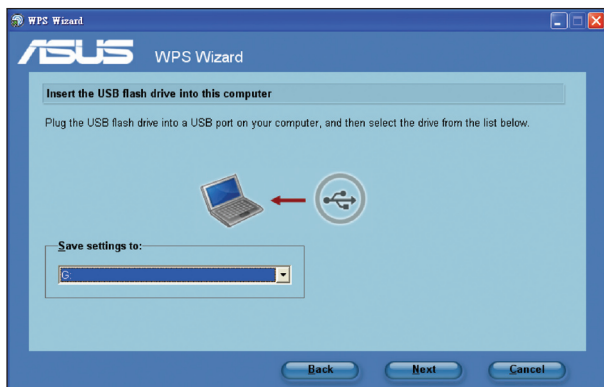 WPS Wizard
ASUS WPS Wizard
Insert the USB flash drive into this computer
Plug the USB flash drive into a USB port on your computer, and then select the drive from the list below.
Save settings to:
G:
Back Next Cancel